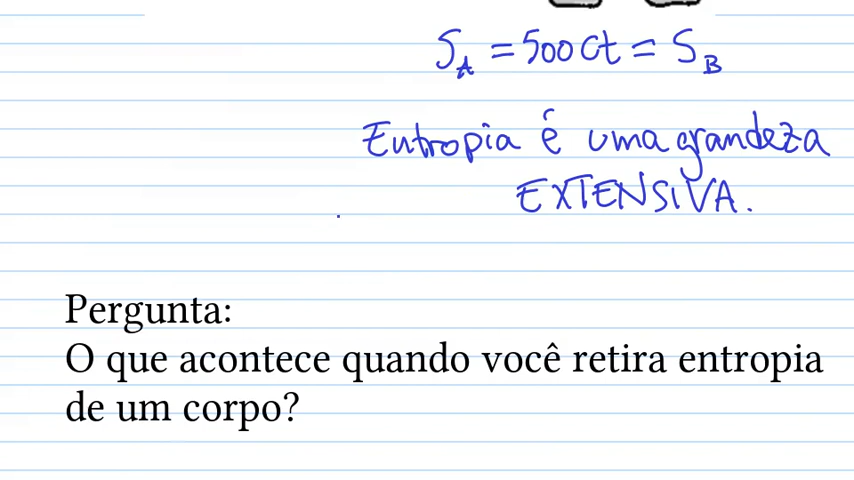 S_A = 500 Ct = S_B
Entropia é uma grandeza
EXTENSIVA.
Pergunta:
O que acontece quando você retira entropia
de um corpo?